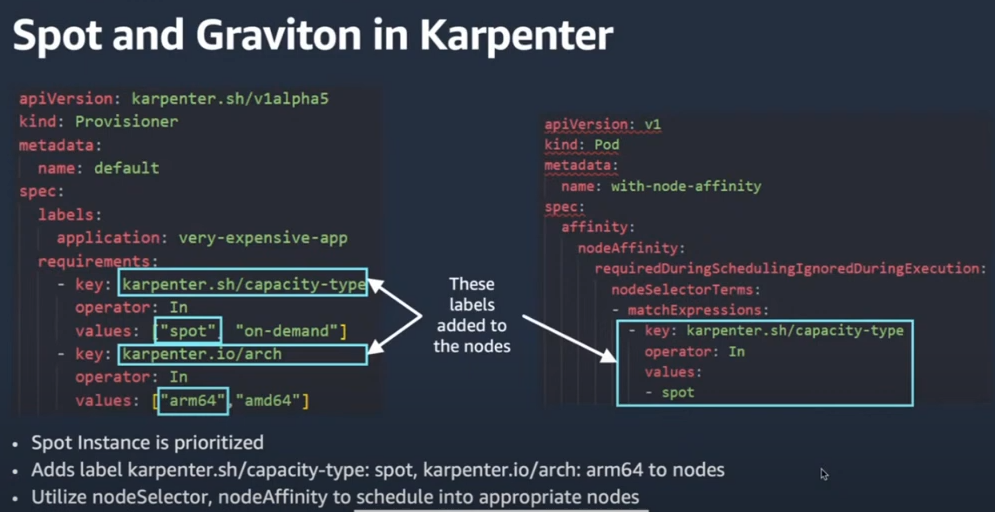 Spot and Graviton in Karpenter
apiVersion: karpenter.sh/v1alpha5
kind: Provisioner
metadata:
name: default
spec:
labels:
application: very-expensive-app
requirements:
- key: karpenter.sh/capacity-type
operator: In
values: ["spot", "on-demand"]
- key: karpenter.io/arch
operator: In
values: ["arm64","amd64"]
These
labels
added to
the nodes
apiVersion: v1
kind: Pod
metadata:
name: with-node-affinity
spec:
affinity:
nodeAffinity:
requiredDuringSchedulingIgnoredDuringExecution:
nodeSelectorTerms:
- matchExpressions:
- key: karpenter.sh/capacity-type
operator: In
values:
- spot
• Spot Instance is prioritized
• Adds label karpenter.sh/capacity-type: spot, karpenter.io/arch: arm64 to nodes
• Utilize nodeSelector, nodeAffinity to schedule into appropriate nodes